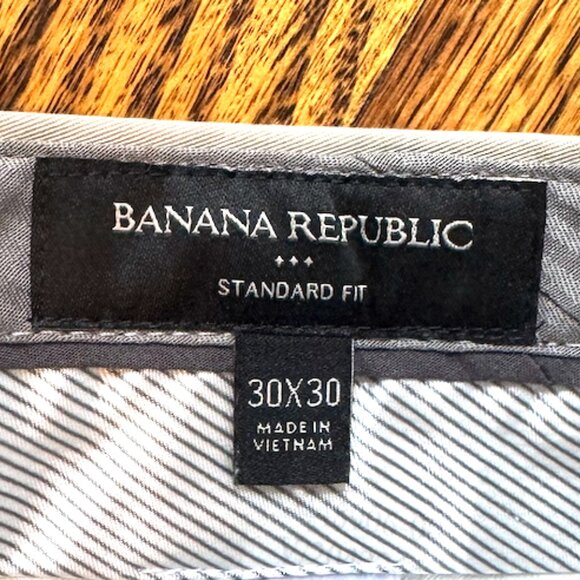 BANANA REPUBLIC
STANDARD FIT
30X30
MADE IN
VIETNAM